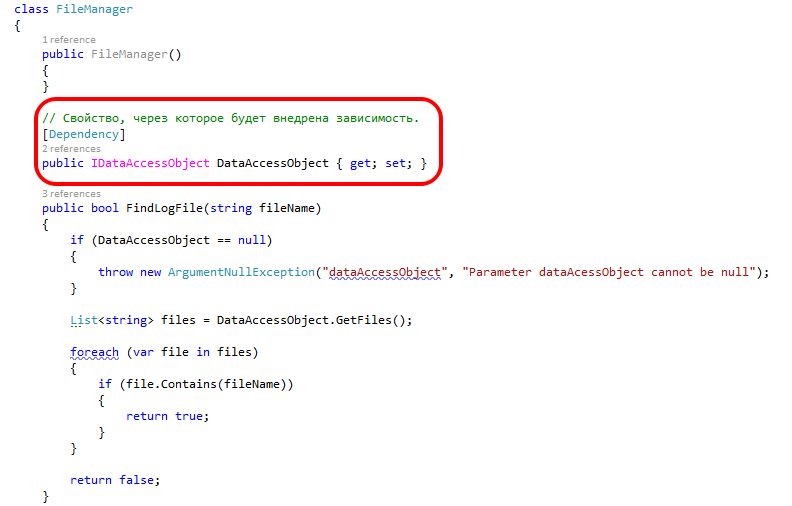 class FileManager
{
1 reference
public FileManager()
{
}
// Свойство, через которое будет внедрена зависимость.
[Dependency]
2 references
public IDataAccessObject DataAccessObject { get; set; }
3 references
public bool FindLogFile(string fileName)
{
if (DataAccessObject == null)
{
throw new ArgumentNullException("dataAccessObject", "Parameter dataAcessObject cannot be null");
}
List<string> files = DataAccessObject.GetFiles();
foreach (var file in files)
{
if (file.Contains(fileName))
{
return true;
}
}
return false;
}